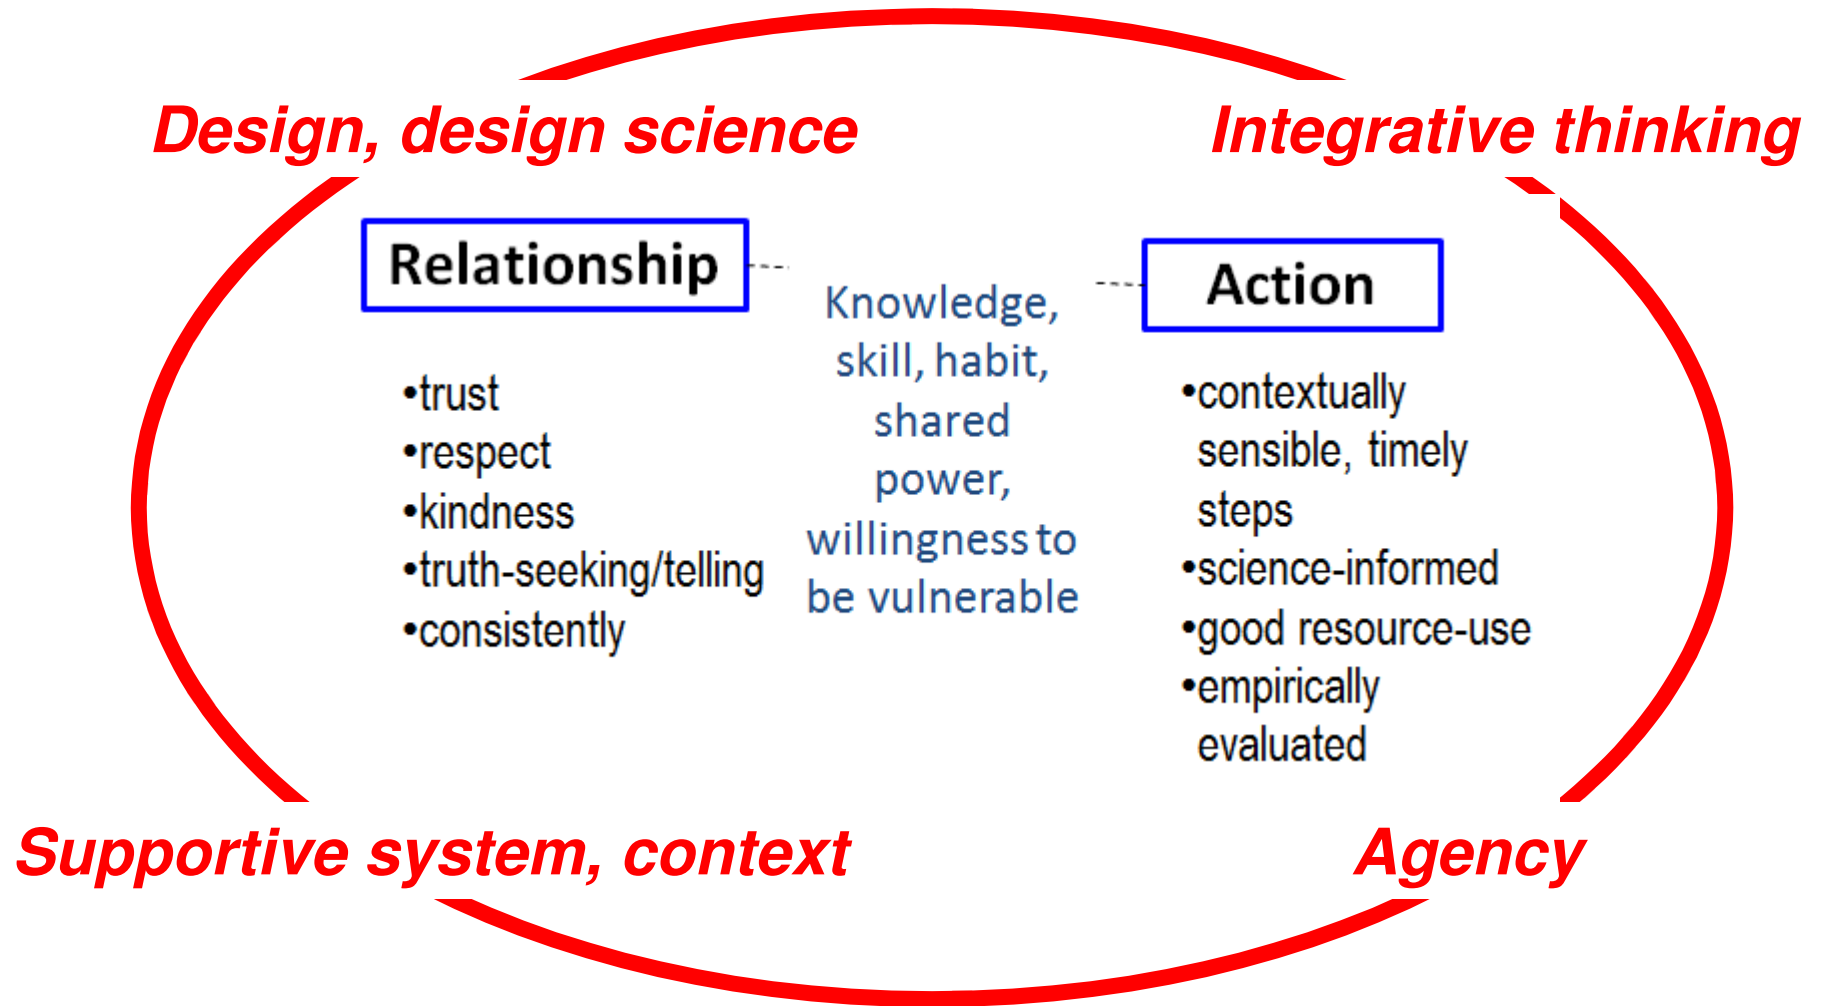 Design, design science
Integrative thinking
Relationship
•trust
•respect
•kindness
•truth-seeking/telling
•consistently
Knowledge,
skill, habit,
shared
power,
willingness to
be vulnerable
Action
•contextually
sensible, timely
steps
•science-informed
•good resource-use
•empirically
evaluated
Supportive system, context
Agency